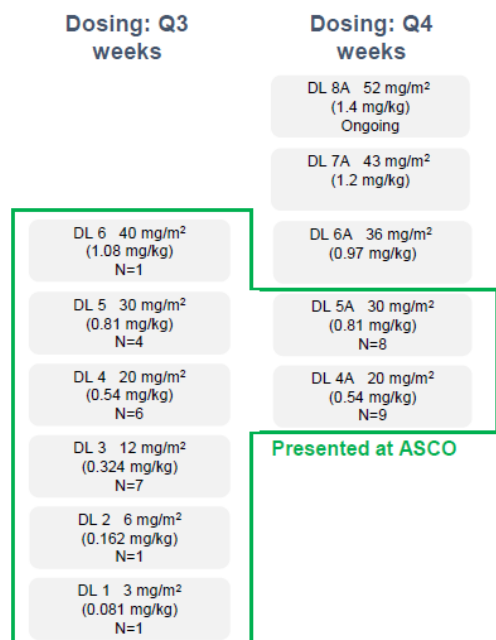 Dosing: Q3
weeks
Dosing: Q4
weeks
DL 8A 52 mg/m²
(1.4 mg/kg)
Ongoing
DL 7A 43 mg/m²
(1.2 mg/kg)
DL 6 40 mg/m²
(1.08 mg/kg)
N=1
DL 6A 36 mg/m²
(0.97 mg/kg)
DL 5 30 mg/m²
(0.81 mg/kg)
N=4
DL 5A 30 mg/m²
(0.81 mg/kg)
N=8
DL 4 20 mg/m²
(0.54 mg/kg)
N=6
DL 4A 20 mg/m²
(0.54 mg/kg)
N=9
DL 3 12 mg/m²
(0.324 mg/kg)
N=7
Presented at ASCO
DL 2 6 mg/m²
(0.162 mg/kg)
N=1
DL 1 3 mg/m²
(0.081 mg/kg)
N=1